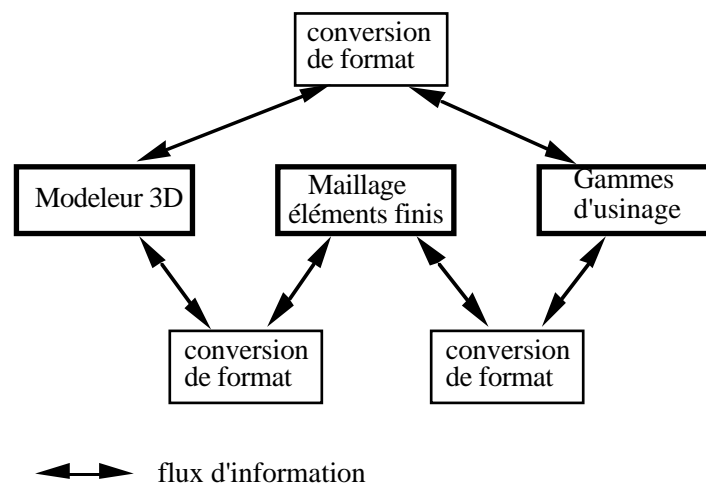 conversion
de format
Modeleur 3D
Maillage
éléments finis
Gammes
d'usinage
conversion
de format
conversion
de format
flux d'information